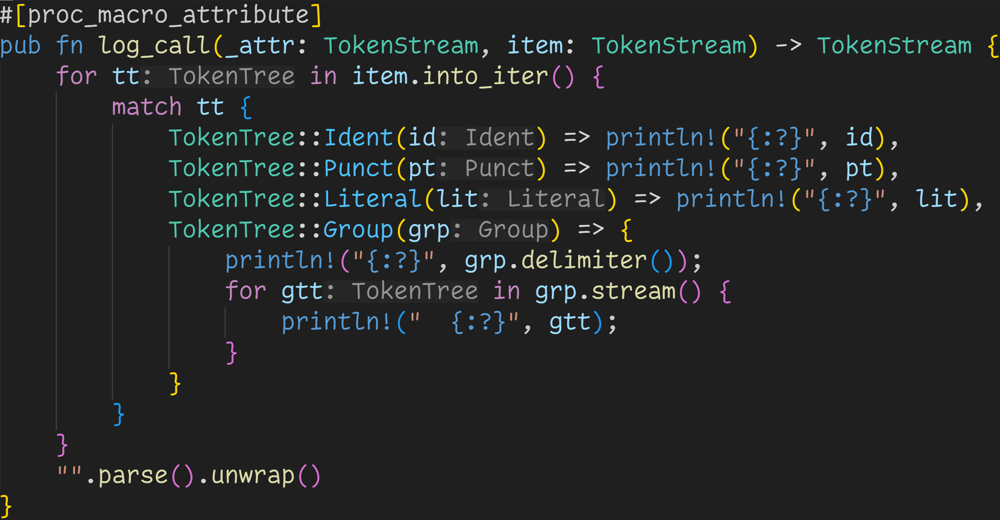 #[proc_macro_attribute]
pub fn log_call(_attr: TokenStream, item: TokenStream) -> TokenStream {
    for tt: TokenTree in item.into_iter() {
        match tt {
            TokenTree::Ident(id: Ident) => println!("{:?}", id),
            TokenTree::Punct(pt: Punct) => println!("{:?}", pt),
            TokenTree::Literal(lit: Literal) => println!("{:?}", lit),
            TokenTree::Group(grp: Group) => {
                println!("{:?}", grp.delimiter());
                for gtt: TokenTree in grp.stream() {
                    println!("  {:?}", gtt);
                }
            }
        }
    }
    "".parse().unwrap()
}